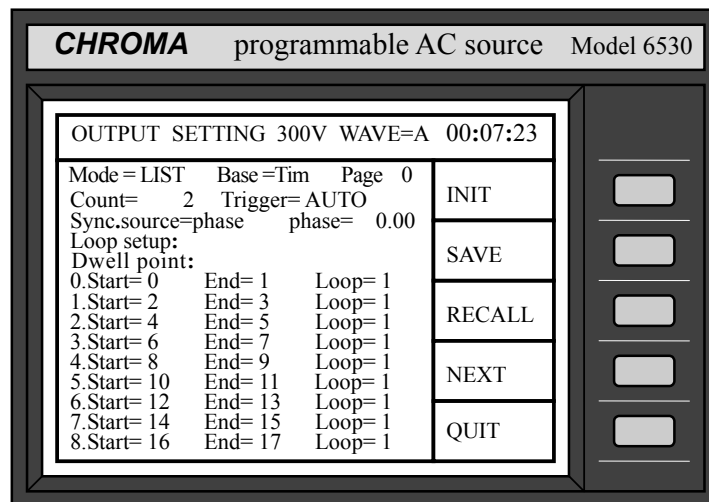 CHROMA programmable AC source Model 6530
OUTPUT SETTING 300V WAVE=A 00:07:23
Mode = LIST Base =Tim Page 0
Count= 2 Trigger= AUTO
Sync.source=phase phase= 0.00
Loop setup:
Dwell point:
0.Start= 0 End= 1 Loop= 1
1.Start= 2 End= 3 Loop= 1
2.Start= 4 End= 5 Loop= 1
3.Start= 6 End= 7 Loop= 1
4.Start= 8 End= 9 Loop= 1
5.Start= 10 End= 11 Loop= 1
6.Start= 12 End= 13 Loop= 1
7.Start= 14 End= 15 Loop= 1
8.Start= 16 End= 17 Loop= 1
INIT
SAVE
RECALL
NEXT
QUIT